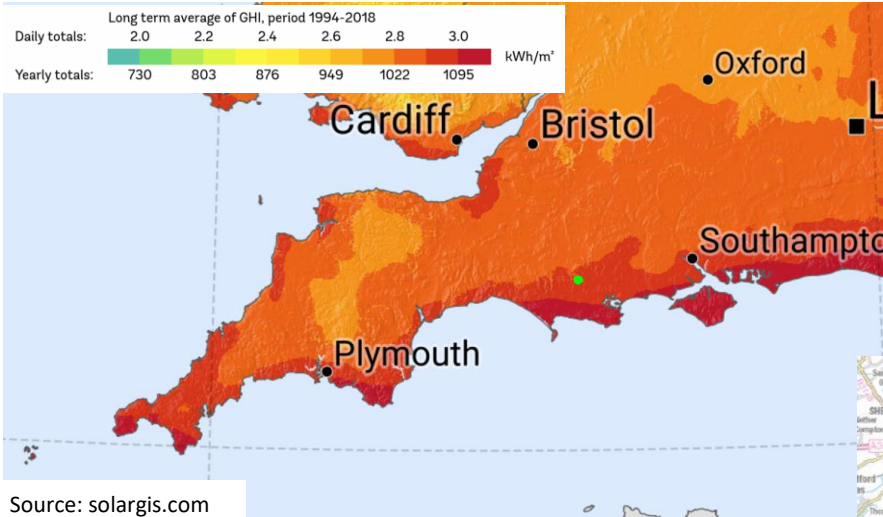 Long term average of GHI, period 1994-2018
Daily totals: 2.0 2.2 2.4 2.6 2.8 3.0
kWh/m²
Yearly totals: 730 803 876 949 1022 1095
Oxford
Cardiff
Bristol
L
Southampto
Plymouth
Source: solargis.com